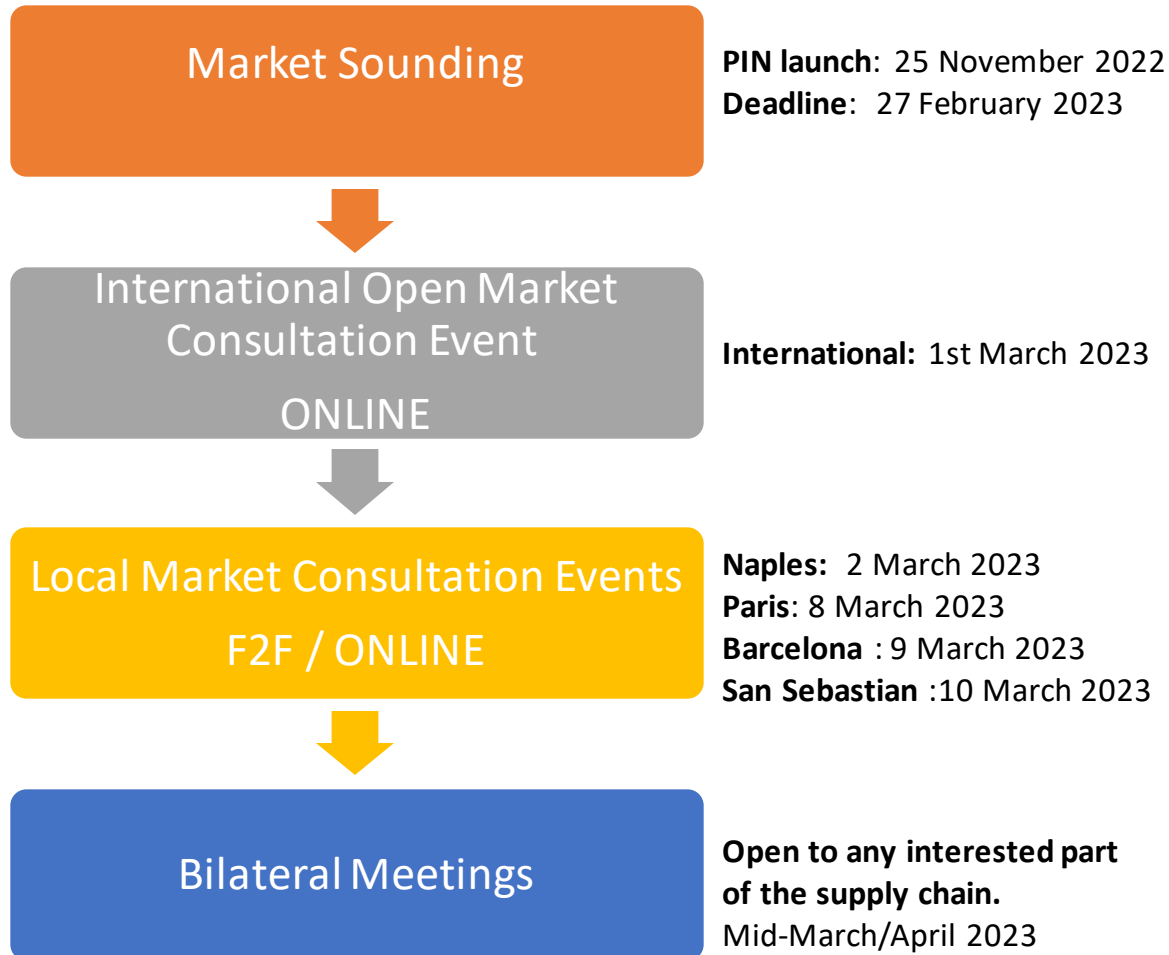 Market Sounding
PIN launch: 25 November 2022
Deadline: 27 February 2023
International Open Market
Consultation Event
ONLINE
International: 1st March 2023
Local Market Consultation Events
F2F / ONLINE
Naples: 2 March 2023
Paris: 8 March 2023
Barcelona : 9 March 2023
San Sebastian :10 March 2023
Bilateral Meetings
Open to any interested part
of the supply chain.
Mid-March/April 2023